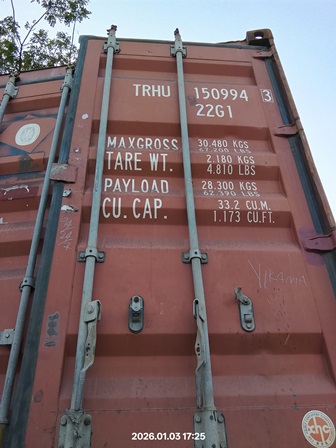 TRHU 150994 3
22G1
MAXGROSS 30.480 KGS
67.200 LBS
TARE WT. 2.180 KGS
4.810 LBS
PAYLOAD 28.300 KGS
62.390 LBS
CU. CAP. 33.2 CU.M.
1.173 CU.FT.
2026.01.03 17:25